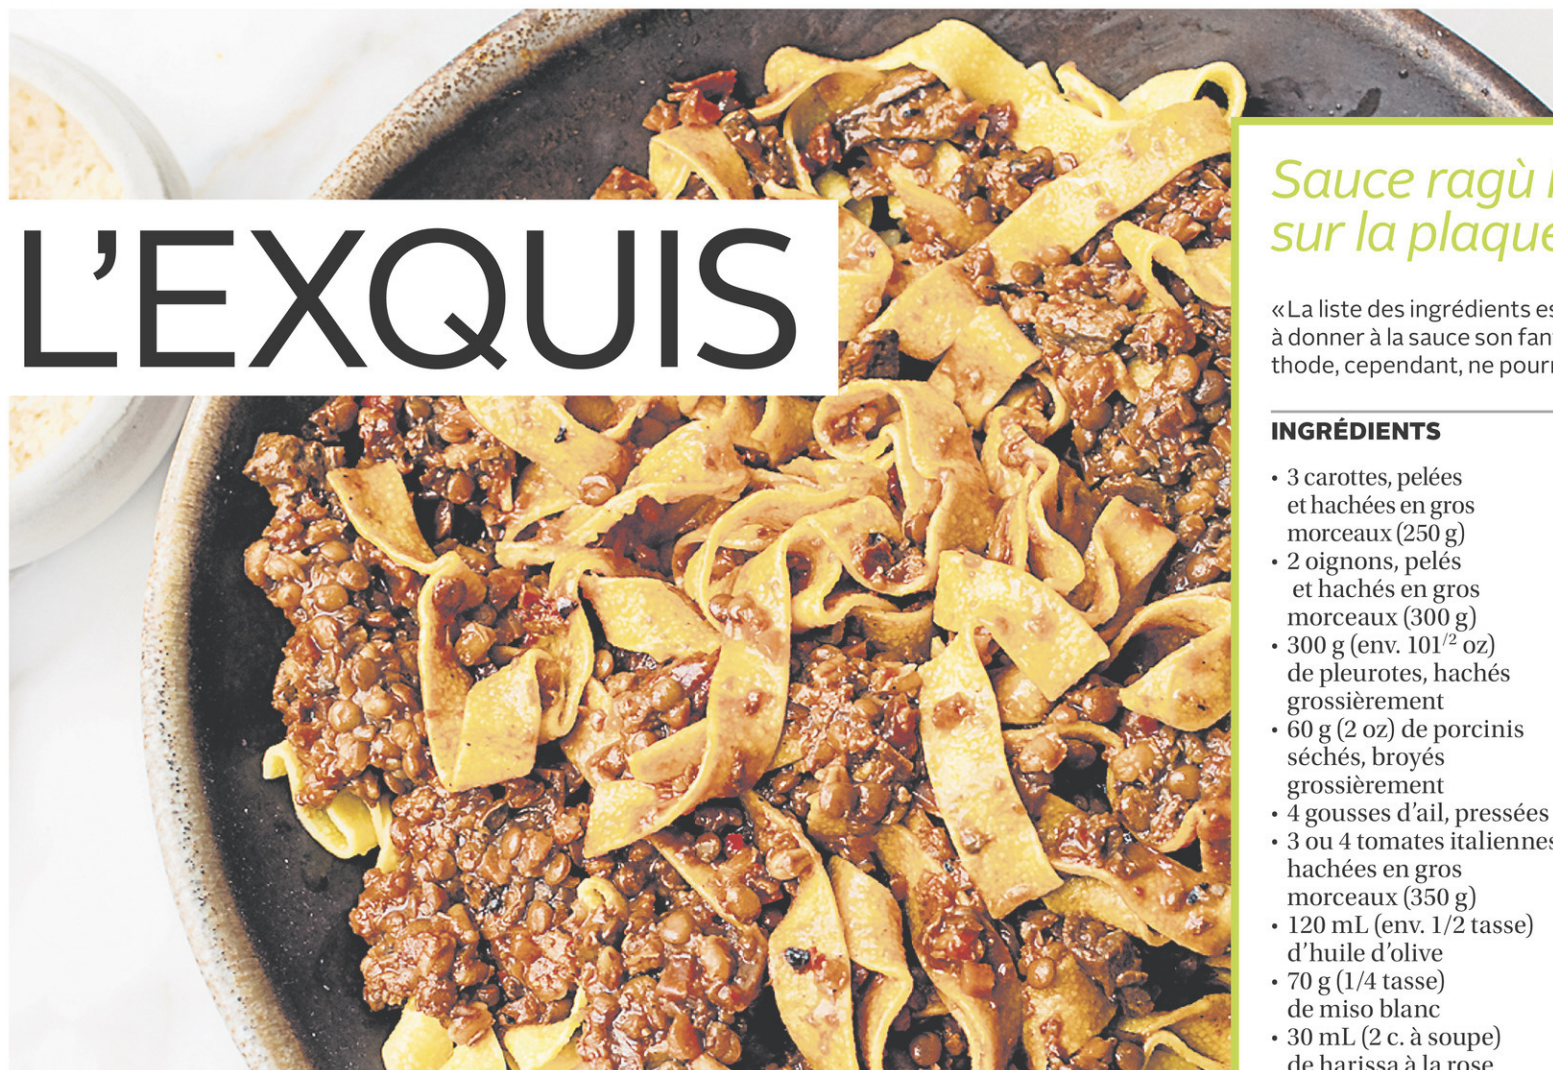 L’EXQUIS
Sauce ragù
sur la plaque
«La liste des ingrédients
à donner à la sauce son
thode, cependant, ne
INGRÉDIENTS
• 3 carottes, pelées
et hachées en gros
morceaux (250 g)
• 2 oignons, pelés
et hachés en gros
morceaux (300 g)
• 300 g (env. 101/2 oz)
de pleurotes, hachés
grossièrement
• 60 g (2 oz) de porcinis
séchés, broyés
grossièrement
• 4 gousses d’ail, pressées
• 3 ou 4 tomates italiennes
hachées en gros
morceaux (350 g)
• 120 mL (env. 1/2 tasse)
d’huile d’olive
• 70 g (1/4 tasse)
de miso blanc
• 30 mL (2 c. à soupe)
de harissa à la rose